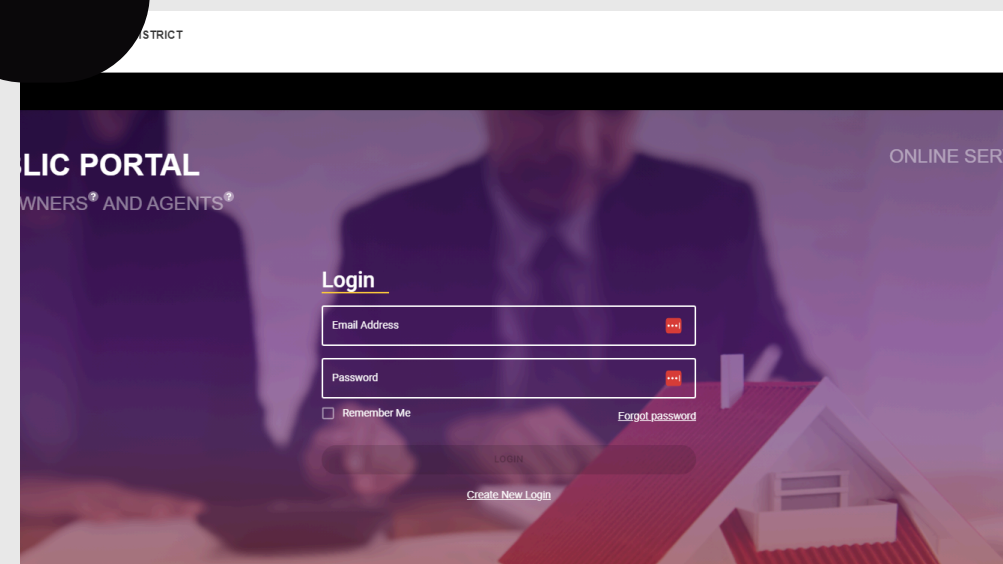 ISTRICT
LIC PORTAL
ONLINE SER
WNERS? AND AGENTS?
Login
Email Address
Password
Remember Me
Forgot password
LOGIN
Create New Login